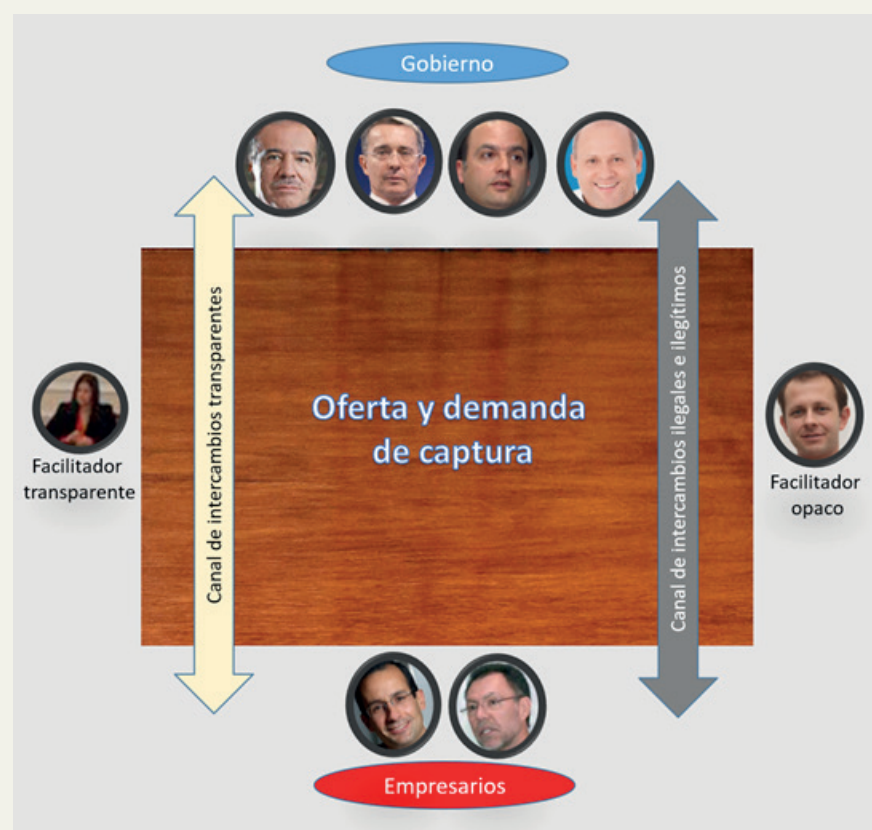 Gobierno
Canal de intercambios transparentes
Canal de intercambios ilegales e ilegítimos
Oferta y demanda
de captura
Facilitador
transparente
Facilitador
opaco
Empresarios